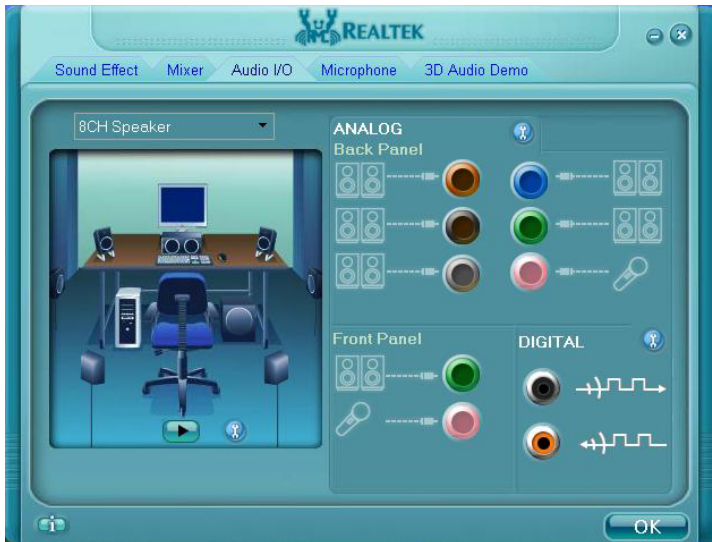 REALTEK
Sound Effect Mixer Audio I/O Microphone 3D Audio Demo
8CH Speaker
ANALOG
Back Panel
Front Panel
DIGITAL
OK